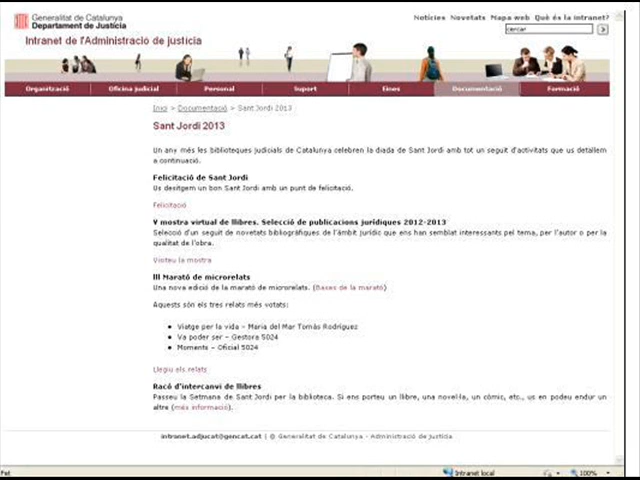 Generalitat de Catalunya
Departament de Justícia
Notícies Novetats Mapa web Què és la intranet?
cercar
Intranet de l'Administració de justícia
Organització Oficina judicial Personal Suport Eines Documentació Formació
Inici > Documentació > Sant Jordi 2013
Sant Jordi 2013
Un any més les biblioteques judicials de Catalunya celebren la diada de Sant Jordi amb tot un seguit d'activitats que us detallem
a continuació.
Felicitació de Sant Jordi
Us desitgem un bon Sant Jordi amb un punt de felicitació.
Felicitació
V mostra virtual de llibres. Selecció de publicacions jurídiques 2012-2013
Selecció d'un seguit de novetats bibliogràfiques de l'àmbit jurídic que ens han semblat interessants pel tema, per l'autor o per la
qualitat de l'obra.
Visiteu la mostra
III Marató de microrelats
Una nova edició de la marató de microrelats. (Bases de la marató)
Aquests són els tres relats més votats:
• Viatge per la vida - Maria del Mar Tomàs Rodríguez
• Va poder ser - Gestora 5024
• Moments - Oficial 5024
Llegiu els relats
Racó d'intercanvi de llibres
Passeu la Setmana de Sant Jordi per la biblioteca. Si ens porteu un llibre, una novel·la, un còmic, etc., us en podeu endur un
altre (més informació).
intranet.adjucat@gencat.cat | © Generalitat de Catalunya - Administració de justícia
Fet Intranet local 100%